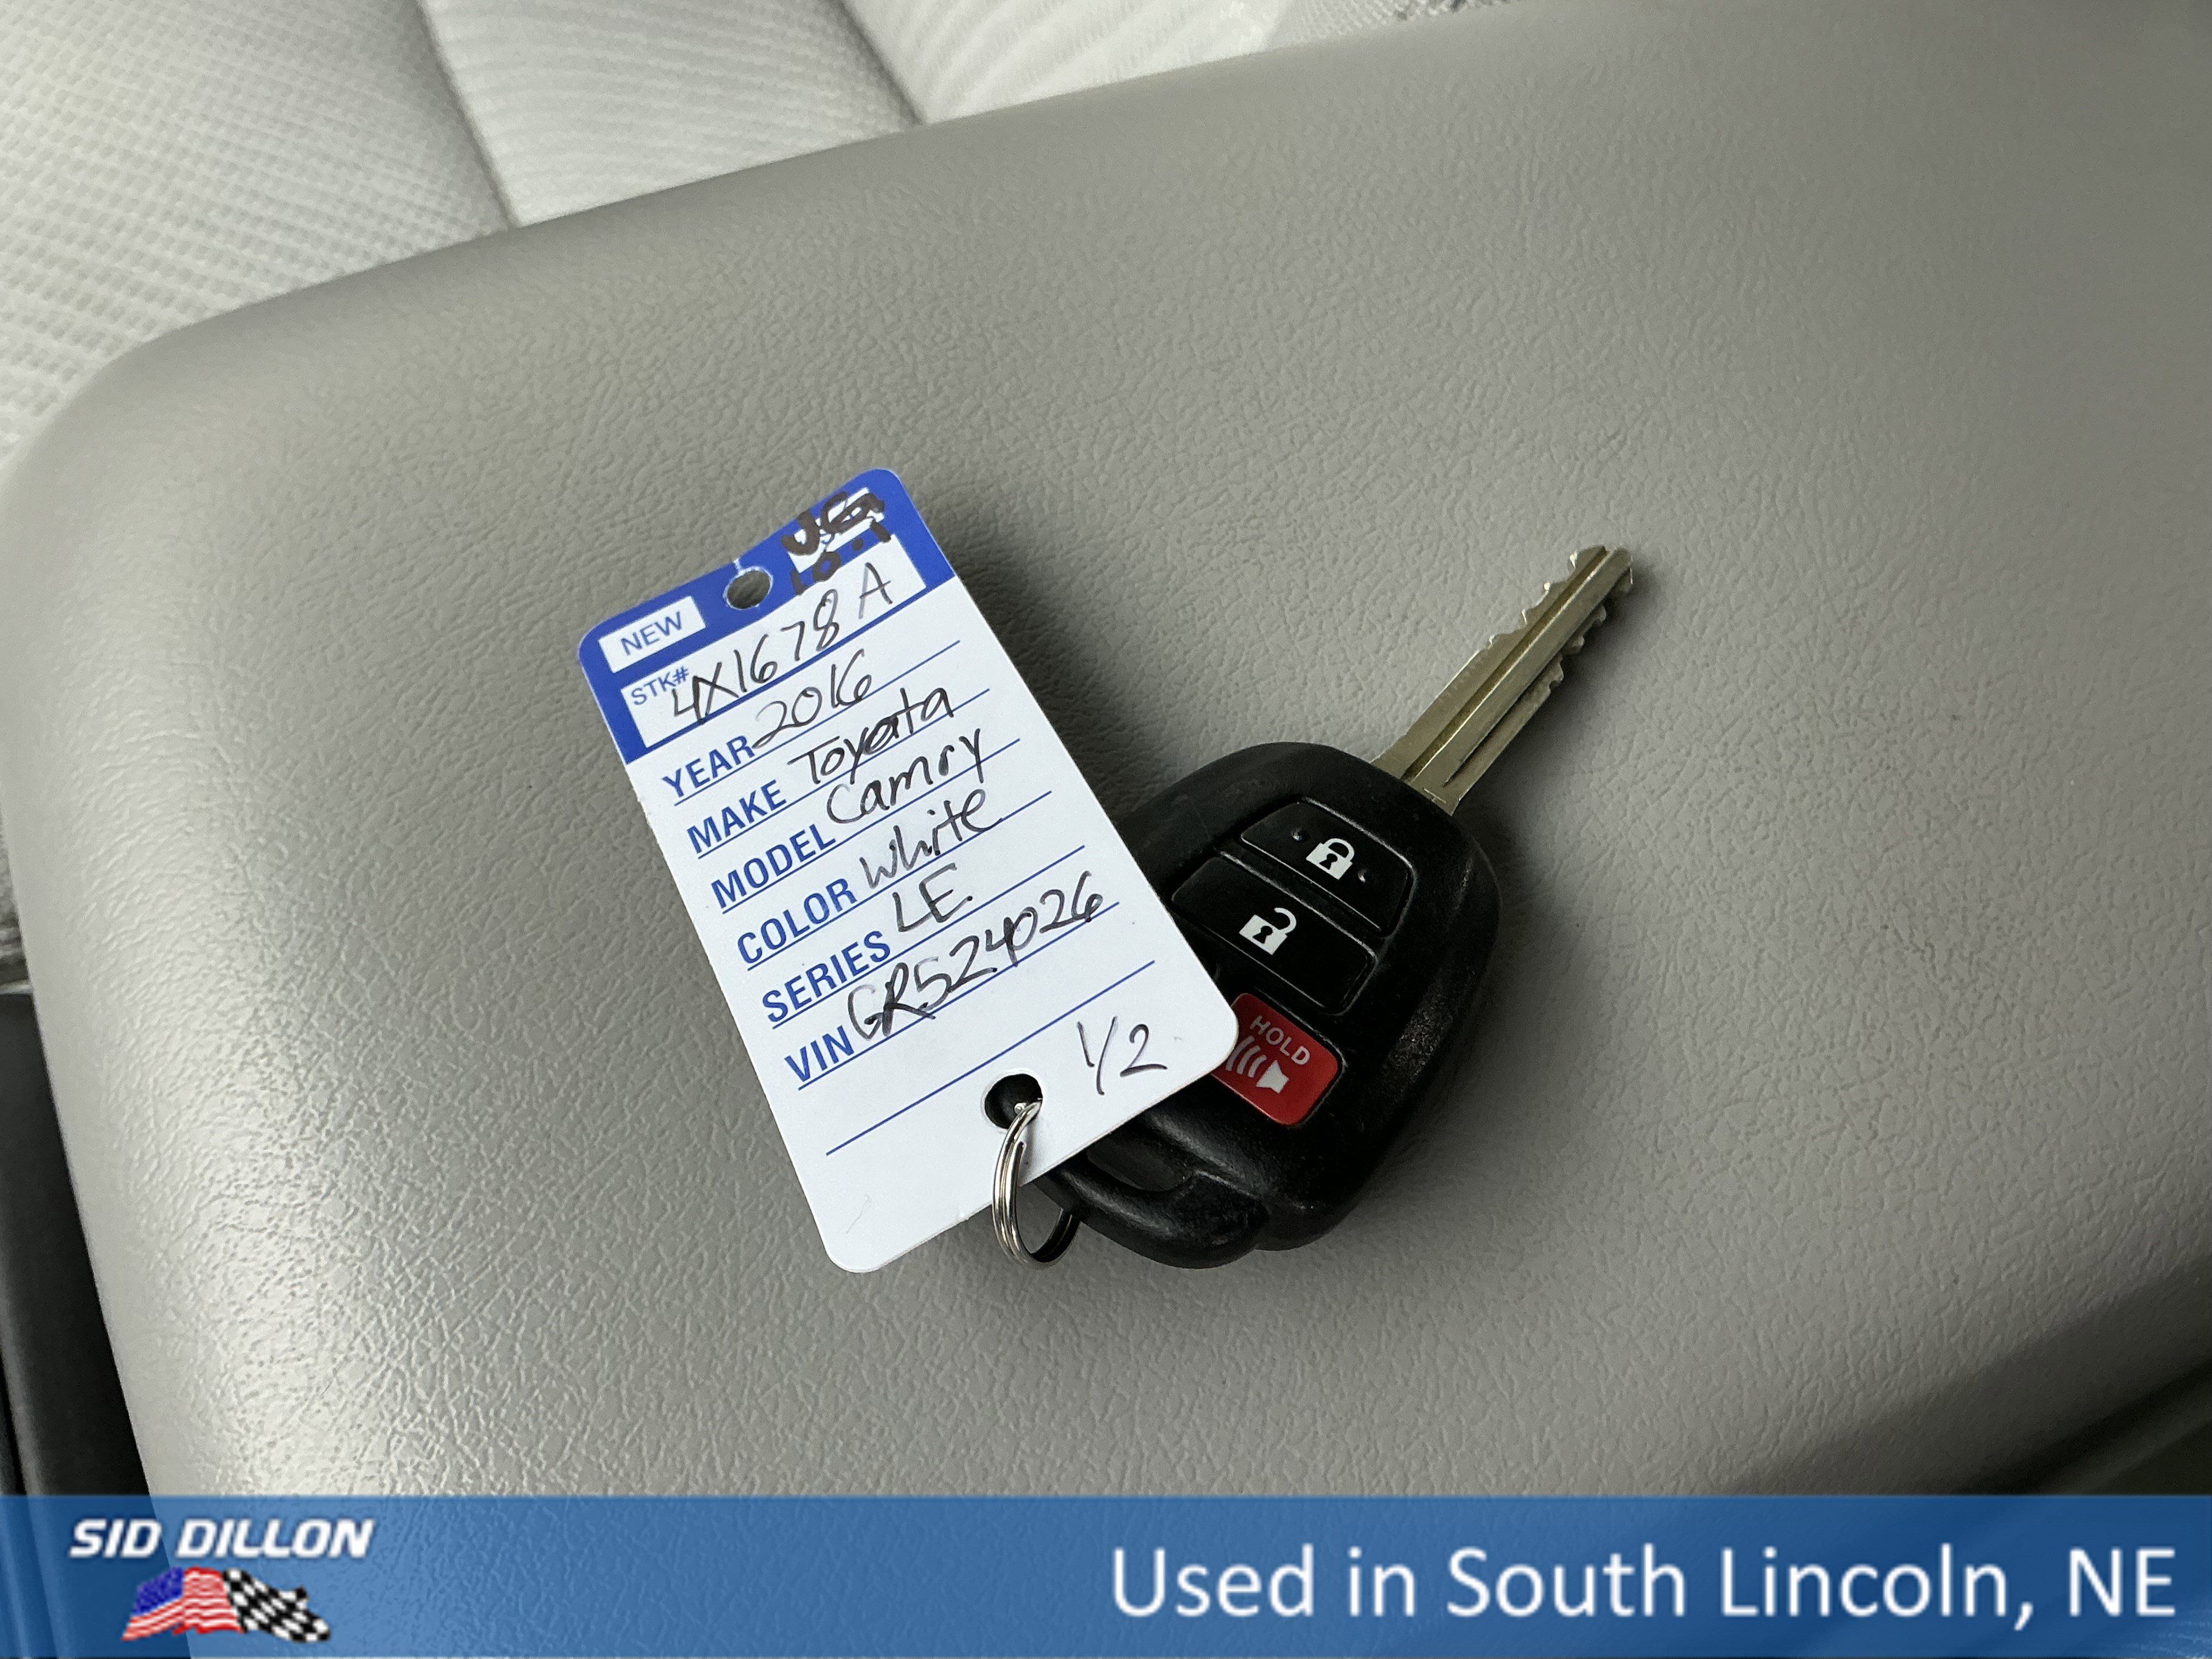 NEW
STK# 4X1678A
YEAR 2016
MAKE Toyota
MODEL Camry
COLOR White
SERIES LE
VIN GR524026
1/2
HOLD
SID DILLON
Used in South Lincoln, NE